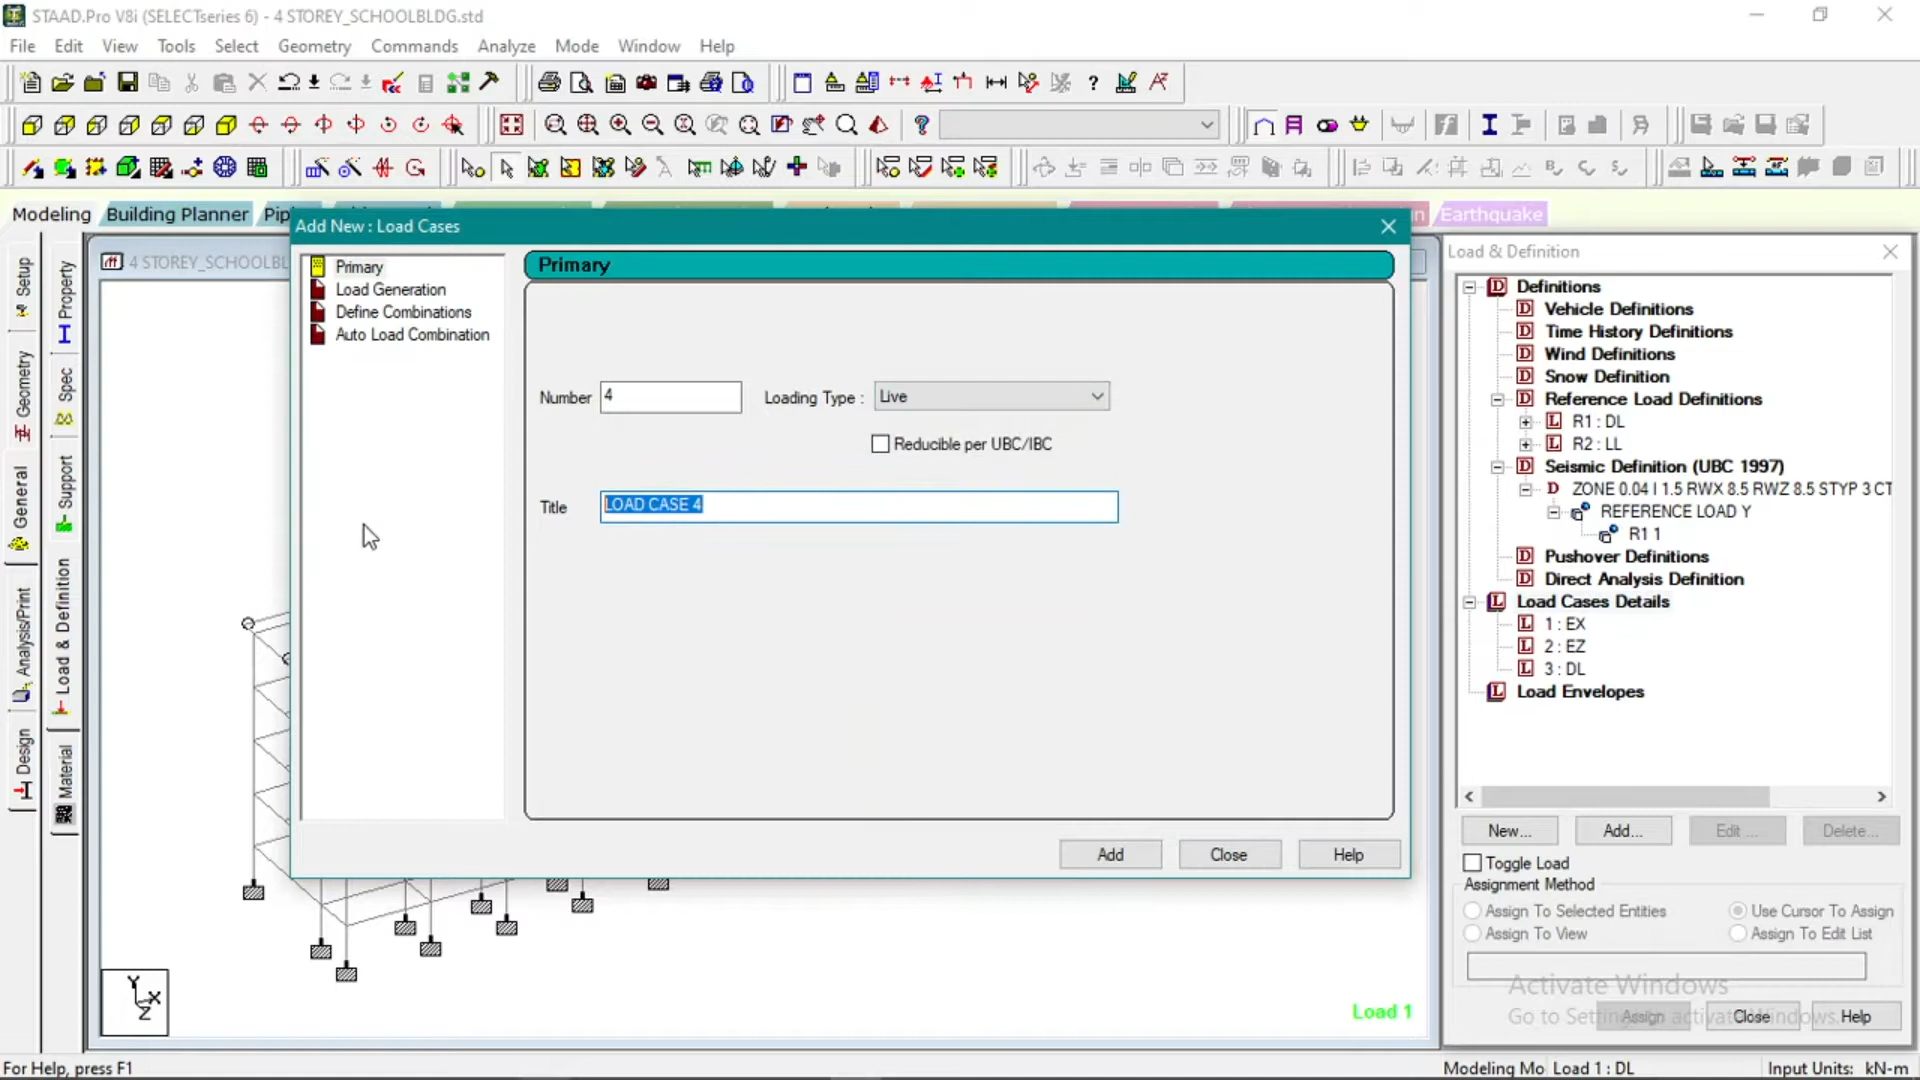 STAAD.Pro V8i (SELECTseries 6) - 4 STOREY_SCHOOLBLDG.std
File Edit View Tools Select Geometry Commands Analyze Mode Window Help
Modeling Building Planner Earthquake
Add New : Load Cases
4 STOREY_SCHOOLBL
Primary
Load Generation
Define Combinations
Auto Load Combination
Primary
Number 4 Loading Type : Live
Reducible per UBC/IBC
Title LOAD CASE 4
Add Close Help
Setup
Geometry
General
Analysis/Print
Design
Property
Spec
Support
Load & Definition
Material
Load & Definition
Definitions
Vehicle Definitions
Time History Definitions
Wind Definitions
Snow Definition
Reference Load Definitions
R1 : DL
R2 : LL
Seismic Definition (UBC 1997)
ZONE 0.04 I 1.5 RWX 8.5 RWZ 8.5 STYP 3 CT
REFERENCE LOAD Y
R1 1
Pushover Definitions
Direct Analysis Definition
Load Cases Details
1 : EX
2 : EZ
3 : DL
Load Envelopes
New... Add... Edit ... Delete...
Toggle Load
Assignment Method
Assign To Selected Entities Use Cursor To Assign
Assign To View Assign To Edit List
Activate Windows
Go to Settings to activate Windows.
Assign Close Help
Y
X
Z
Load 1
For Help, press F1 Modeling Mo Load 1 : DL Input Units: kN-m